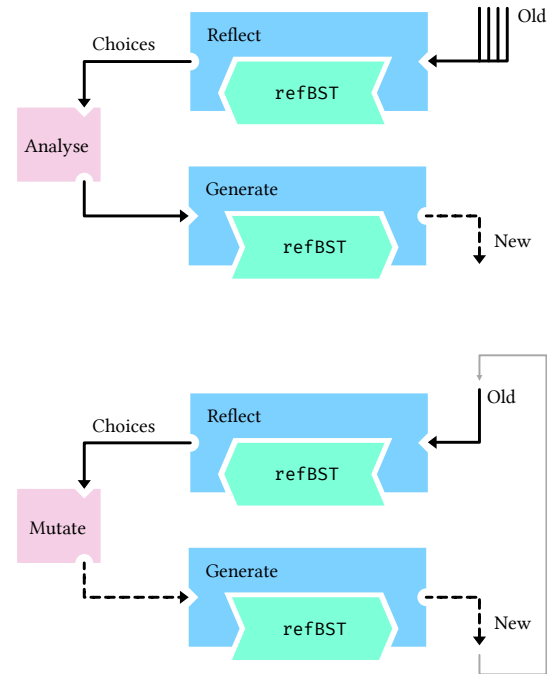 Old
Reflect
Choices
refBST
Analyse
Generate
refBST
New
Old
Reflect
Choices
refBST
Mutate
Generate
refBST
New